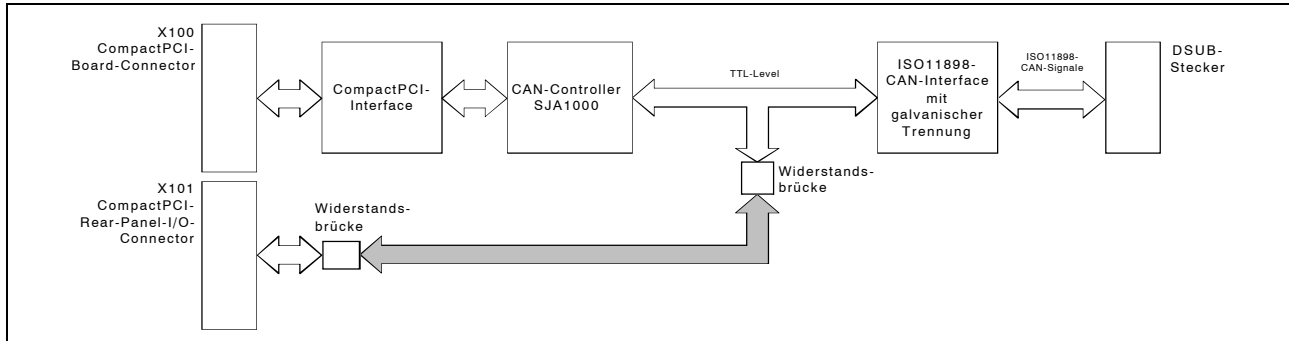 X100
CompactPCI-
Board-Connector
CompactPCI-
Interface
CAN-Controller
SJA1000
TTL-Level
ISO11898-
CAN-Interface
mit
galvanischer
Trennung
ISO11898-
CAN-Signale
DSUB-
Stecker
X101
CompactPCI-
Rear-Panel-I/O-
Connector
Widerstands-
brücke
Widerstands-
brücke